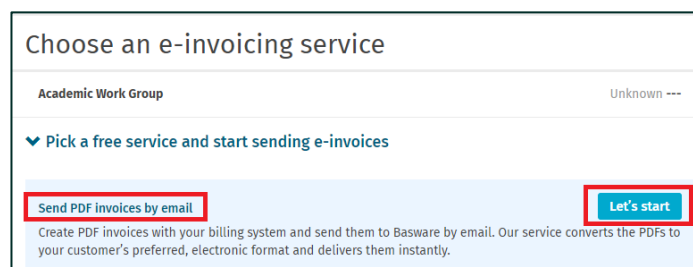 Choose an e-invoicing service
Academic Work Group Unknown ---
Pick a free service and start sending e-invoices
Send PDF invoices by email Let's start
Create PDF invoices with your billing system and send them to Basware by email. Our service converts the PDFs to
your customer's preferred, electronic format and delivers them instantly.